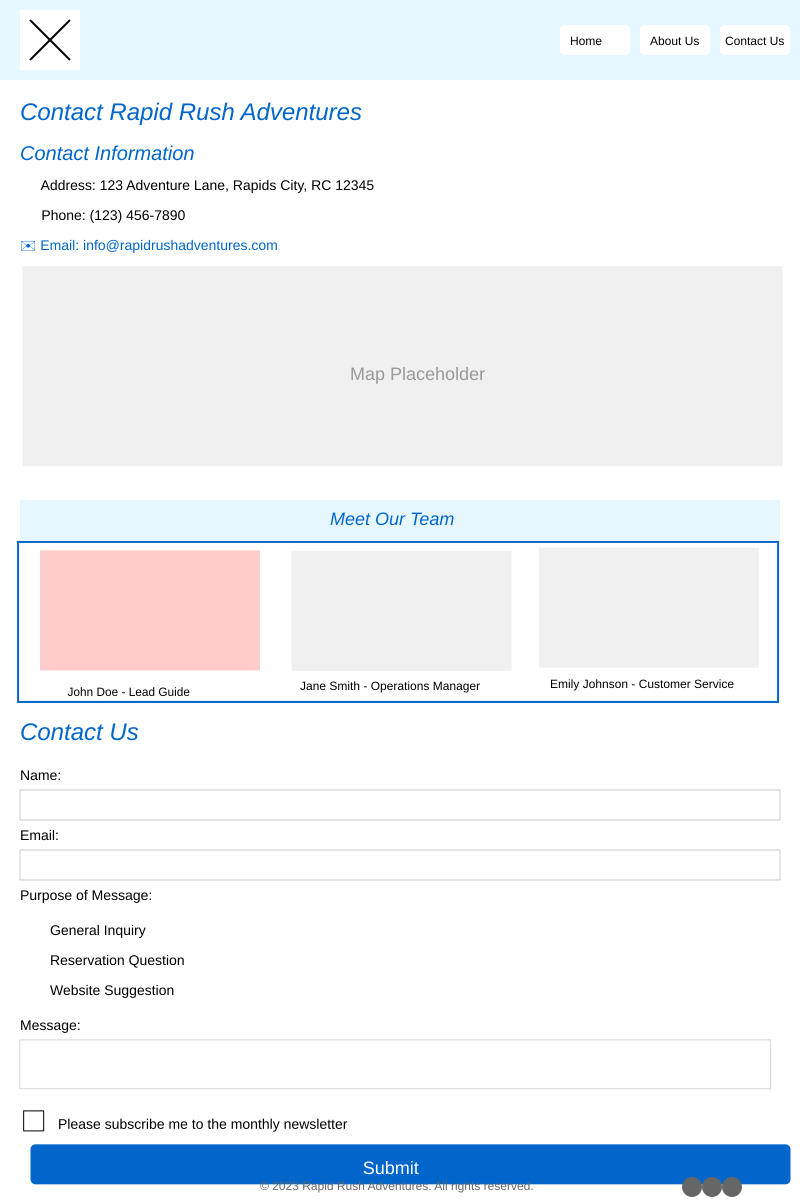 Home
About Us
Contact Us
Contact Rapid Rush Adventures
Contact Information
Address: 123 Adventure Lane, Rapids City, RC 12345
Phone: (123) 456-7890
✉️ Email: info@rapidrushadventures.com
Map Placeholder
Meet Our Team
John Doe - Lead Guide
Jane Smith - Operations Manager
Emily Johnson - Customer Service
Contact Us
Name:
Email:
Purpose of Message:
General Inquiry
Reservation Question
Website Suggestion
Message:
Please subscribe me to the monthly newsletter
Submit
© 2023 Rapid Rush Adventures. All rights reserved.